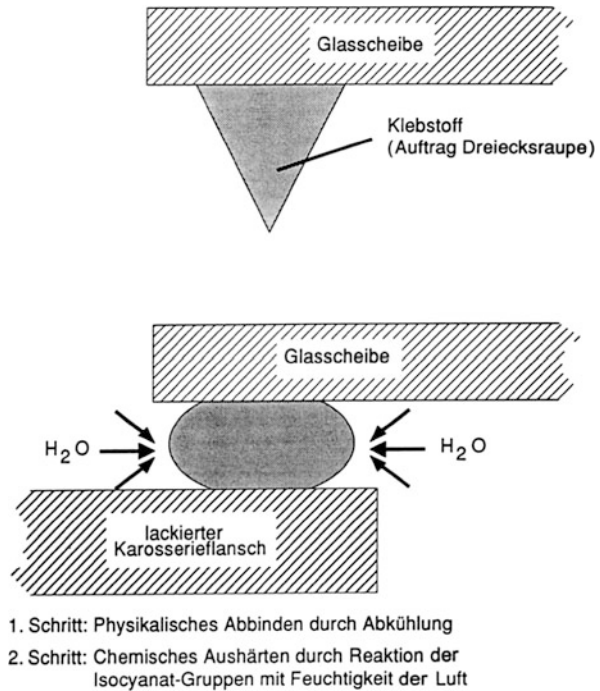 Glasscheibe
Klebstoff
(Auftrag Dreiecksraupe)
Glasscheibe
H₂O
H₂O
lackierter
Karosserieflansch
1. Schritt: Physikalisches Abbinden durch Abkühlung
2. Schritt: Chemisches Aushärten durch Reaktion der
Isocyanat-Gruppen mit Feuchtigkeit der Luft